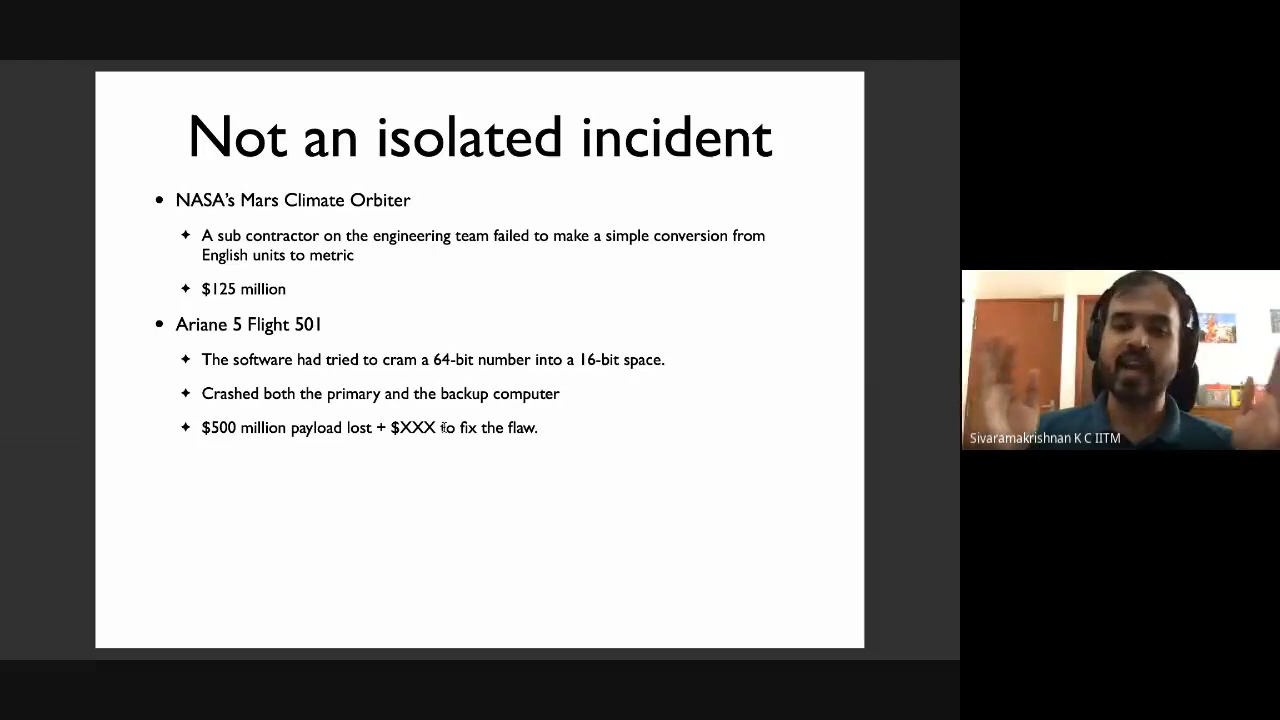 Not an isolated incident
• NASA's Mars Climate Orbiter
✦ A sub contractor on the engineering team failed to make a simple conversion from
English units to metric
✦ $125 million
• Ariane 5 Flight 501
✦ The software had tried to cram a 64-bit number into a 16-bit space.
✦ Crashed both the primary and the backup computer
✦ $500 million payload lost + $XXX to fix the flaw.
Sivaramakrishnan K C IITM